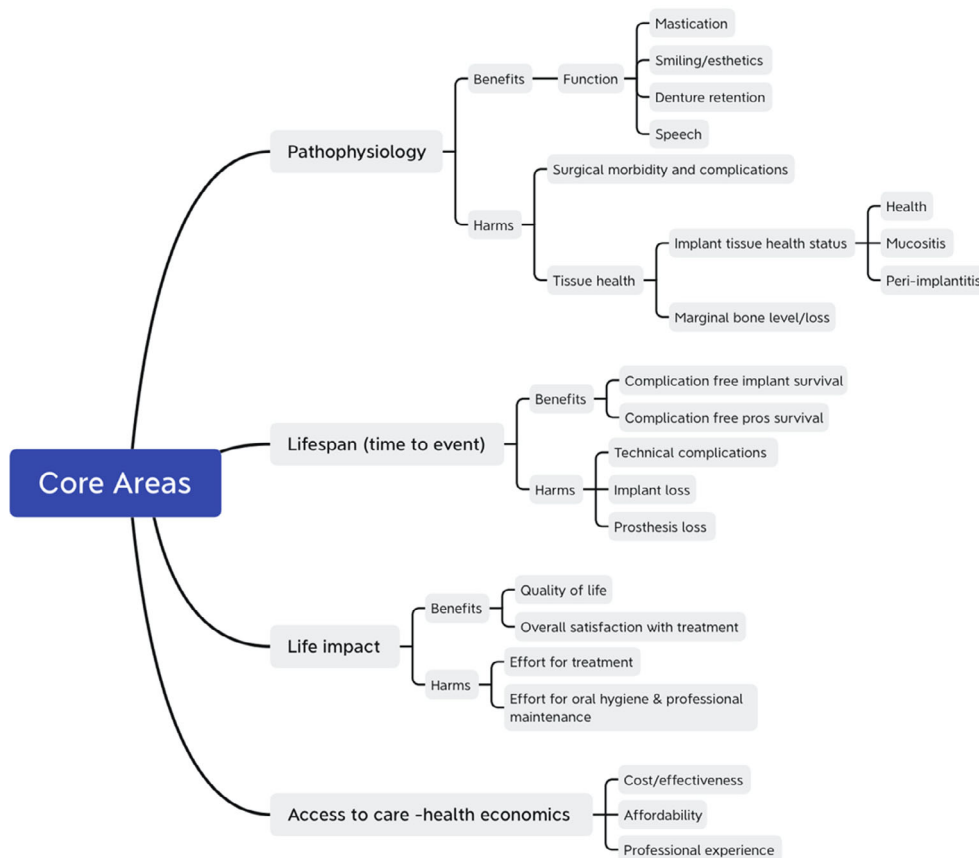 Core Areas
Pathophysiology
Benefits
Function
Mastication
Smiling/esthetics
Denture retention
Speech
Harms
Surgical morbidity and complications
Tissue health
Implant tissue health status
Health
Mucositis
Peri-implantitis
Marginal bone level/loss
Lifespan (time to event)
Benefits
Complication free implant survival
Complication free pros survival
Harms
Technical complications
Implant loss
Prosthesis loss
Life impact
Benefits
Quality of life
Overall satisfaction with treatment
Harms
Effort for treatment
Effort for oral hygiene & professional
maintenance
Access to care -health economics
Cost/effectiveness
Affordability
Professional experience